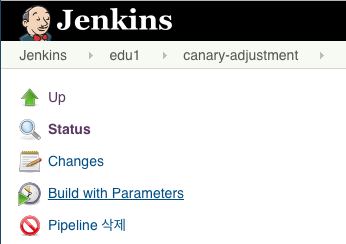 Jenkins
Jenkins edu1 canary-adjustment
Up
Status
Changes
Build with Parameters
Pipeline 삭제